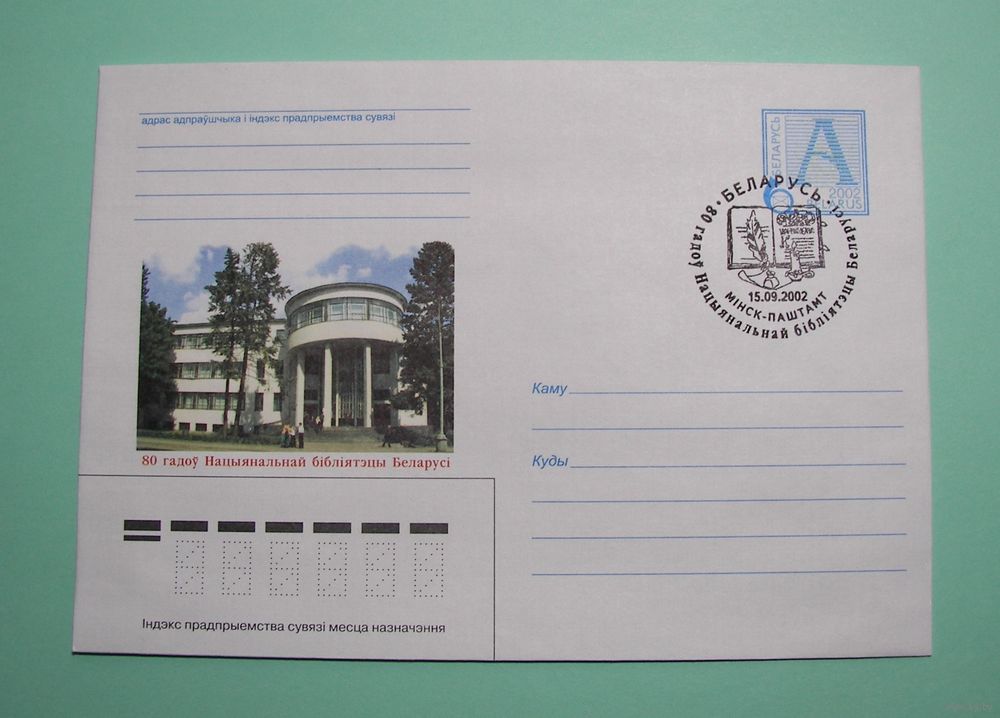 адрас адпраўшчыка і індэкс прадпрыемства сувязі
БЕЛАРУСЬ
А
2002
BELARUS
• БЕЛАРУСЬ •
80 гадоў Нацыянальнай бібліятэцы Беларусі
15.09.2002
МІНСК-ПАШТАМТ
Каму
Куды
80 гадоў Нацыянальнай бібліятэцы Беларусі
Індэкс прадпрыемства сувязі месца назначэння